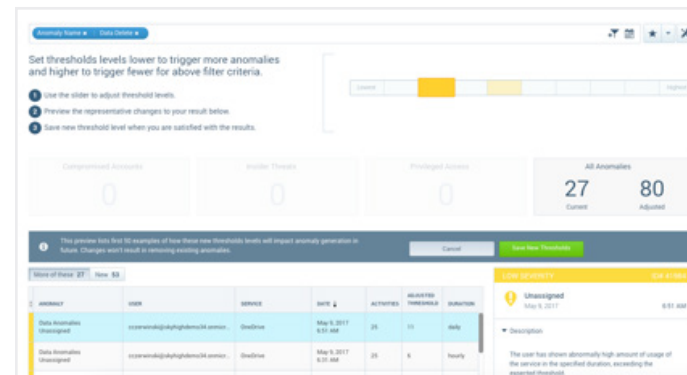 Anomaly Name Data Delete
Set thresholds levels lower to trigger more anomalies
and higher to trigger fewer for above filter criteria.
1 Use the slider to adjust threshold levels.
2 Preview the representative changes to your result below.
3 Save new threshold level when you are satisfied with the results.
Lowest Highest
Compromised Accounts Insider Threats Privileged Access All Anomalies
0 0 0 27 80
Current Adjusted
This preview lists first 50 examples of how these new thresholds levels will impact anomaly generation in
future. Changes won't result in removing existing anomalies.
Cancel Save New Thresholds
More of these 27 New 53
LOW SEVERITY
ANOMALY USER SERVICE DATE ACTIVITIES ADJUSTED THRESHOLD DURATION
Unassigned
May 9, 2017 6:51 AM
Data Anomalies
Unassigned
OneDrive May 9, 2017
6:51 AM
25 11 daily
Description
Data Anomalies
Unassigned
OneDrive May 9, 2017
6:31 AM
25 6 hourly
The user has shown abnormally high amount of usage of
the service in the specified duration, exceeding the
expected threshold.